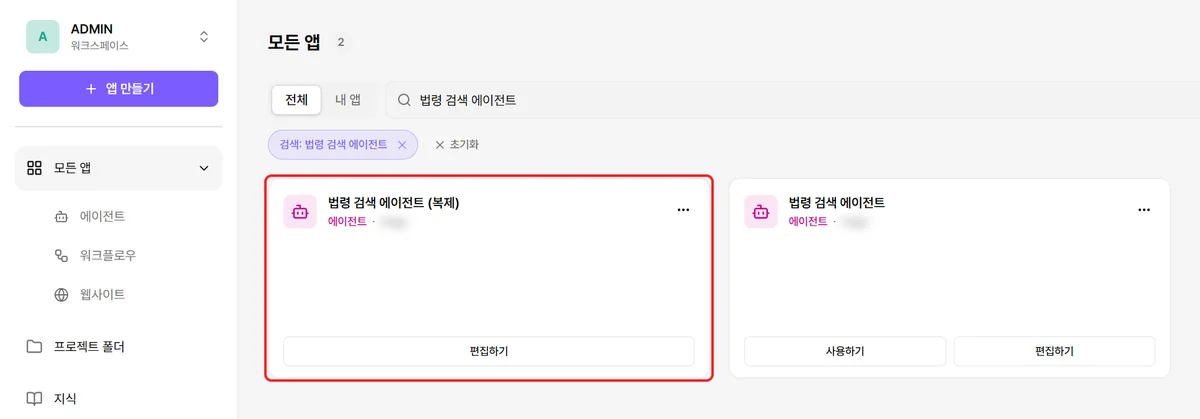 A
ADMIN
워크스페이스
+ 앱 만들기
모든 앱
에이전트
워크플로우
웹사이트
프로젝트 폴더
지식
모든 앱 2
전체
내 앱
법령 검색 에이전트
검색: 법령 검색 에이전트 ×
× 초기화
법령 검색 에이전트 (복제)
에이전트 ·
편집하기
법령 검색 에이전트
에이전트 ·
사용하기
편집하기